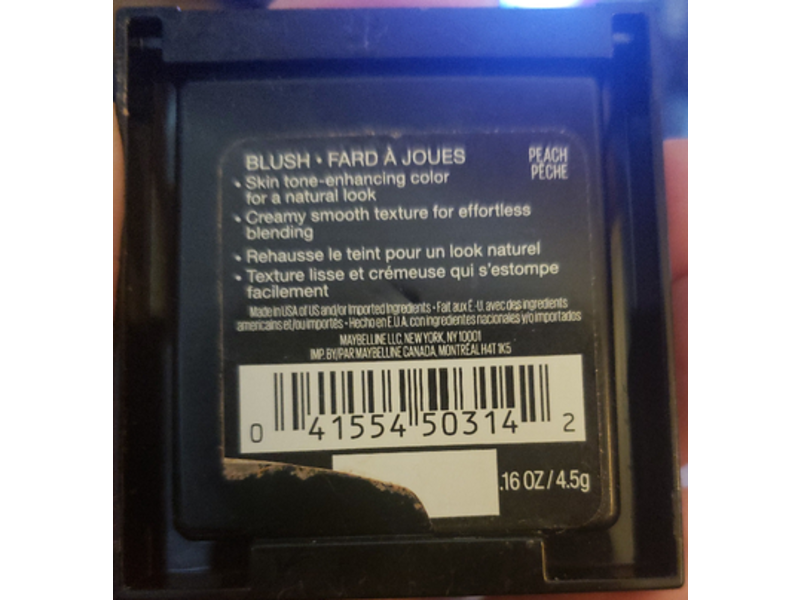 BLUSH • FARD À JOUES
PEACH
PÊCHE
• Skin tone-enhancing color
for a natural look
• Creamy smooth texture for effortless
blending
• Rehausse le teint pour un look naturel
• Texture lisse et crémeuse qui s'estompe
facilement
Made in USA of US and/or Imported Ingredients • Fait aux É.-U. avec des ingredients
americains et/ou importés • Hecho en E.U.A. con ingredientes nacionales y/o importados
MAYBELLINE LLC, NEW YORK, NY 10001
IMP. BY/PAR MAYBELLINE CANADA, MONTRÉAL H4T 1K5
0 41554 50314 2
.16 OZ / 4.5g